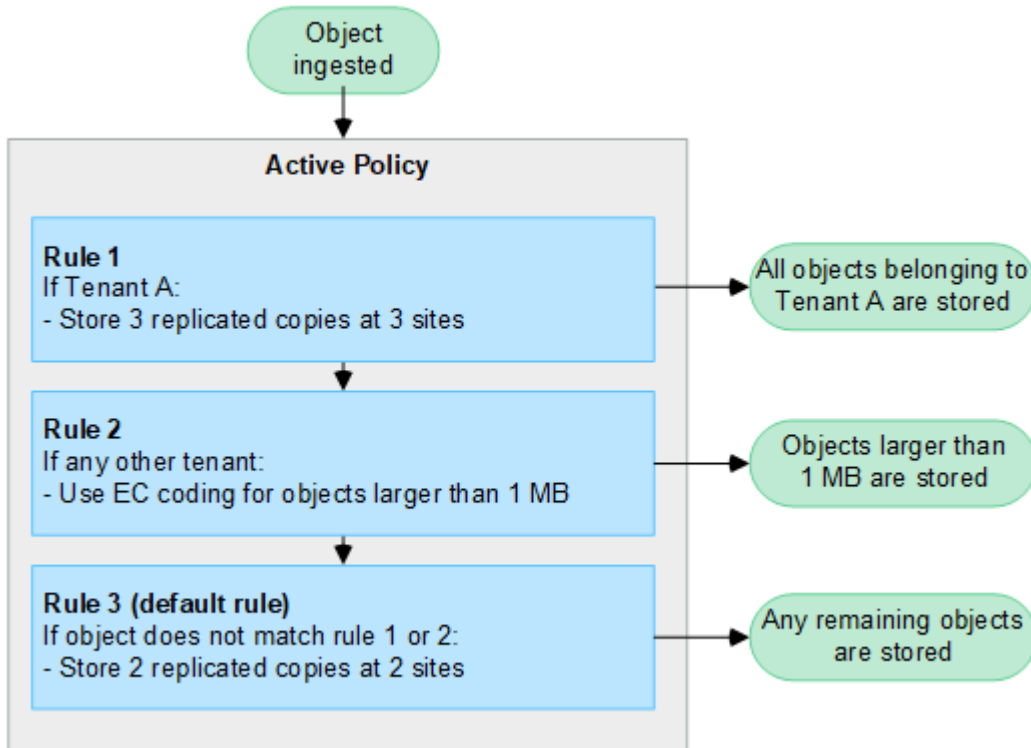 Object
ingested
Active Policy
Rule 1
If Tenant A:
- Store 3 replicated copies at 3 sites
All objects belonging to
Tenant A are stored
Rule 2
If any other tenant:
- Use EC coding for objects larger than 1 MB
Objects larger than
1 MB are stored
Rule 3 (default rule)
If object does not match rule 1 or 2:
- Store 2 replicated copies at 2 sites
Any remaining objects
are stored